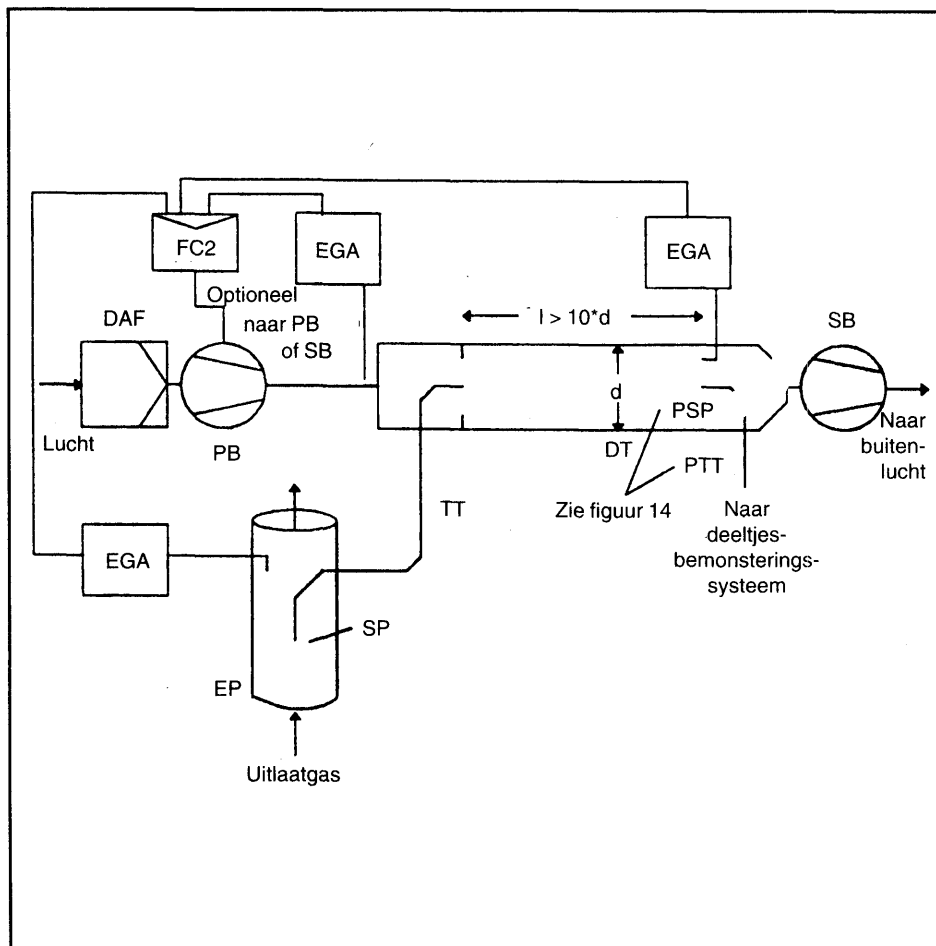 FC2
EGA
EGA
Optioneel
naar PB
of SB
DAF
l > 10*d
SB
d
PSP
Lucht
PB
DT
PTT
Naar
buiten-
lucht
Zie figuur 14
TT
Naar
deeltjes-
bemonsterings-
systeem
EGA
SP
EP
Uitlaatgas